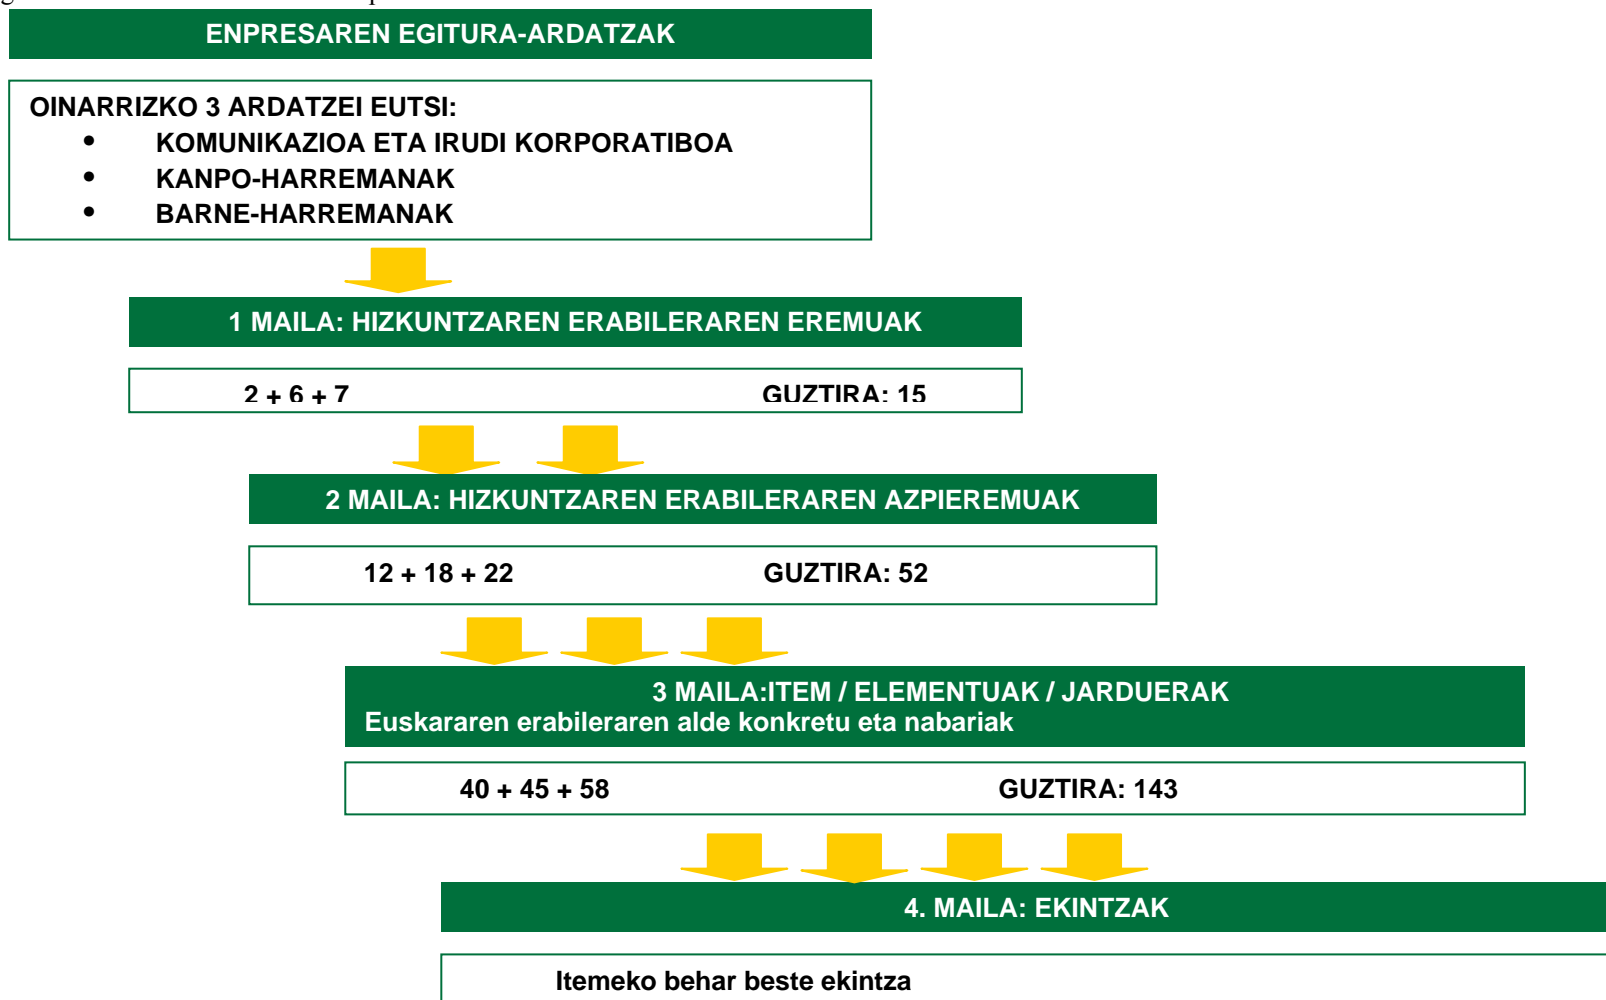 ENPRESAREN EGITURA-ARDATZAK
OINARRIZKO 3 ARDATZEI EUTSI:
• KOMUNIKAZIOA ETA IRUDI KORPORATIBOA
• KANPO-HARREMANAK
• BARNE-HARREMANAK
1 MAILA: HIZKUNTZAREN ERABILERAREN EREMUAK
2 + 6 + 7 GUZTIRA: 15
2 MAILA: HIZKUNTZAREN ERABILERAREN AZPIEREMUAK
12 + 18 + 22 GUZTIRA: 52
3 MAILA:ITEM / ELEMENTUAK / JARDUERAK
Euskararen erabileraren alde konkretu eta nabariak
40 + 45 + 58 GUZTIRA: 143
4. MAILA: EKINTZAK
Itemeko behar beste ekintza